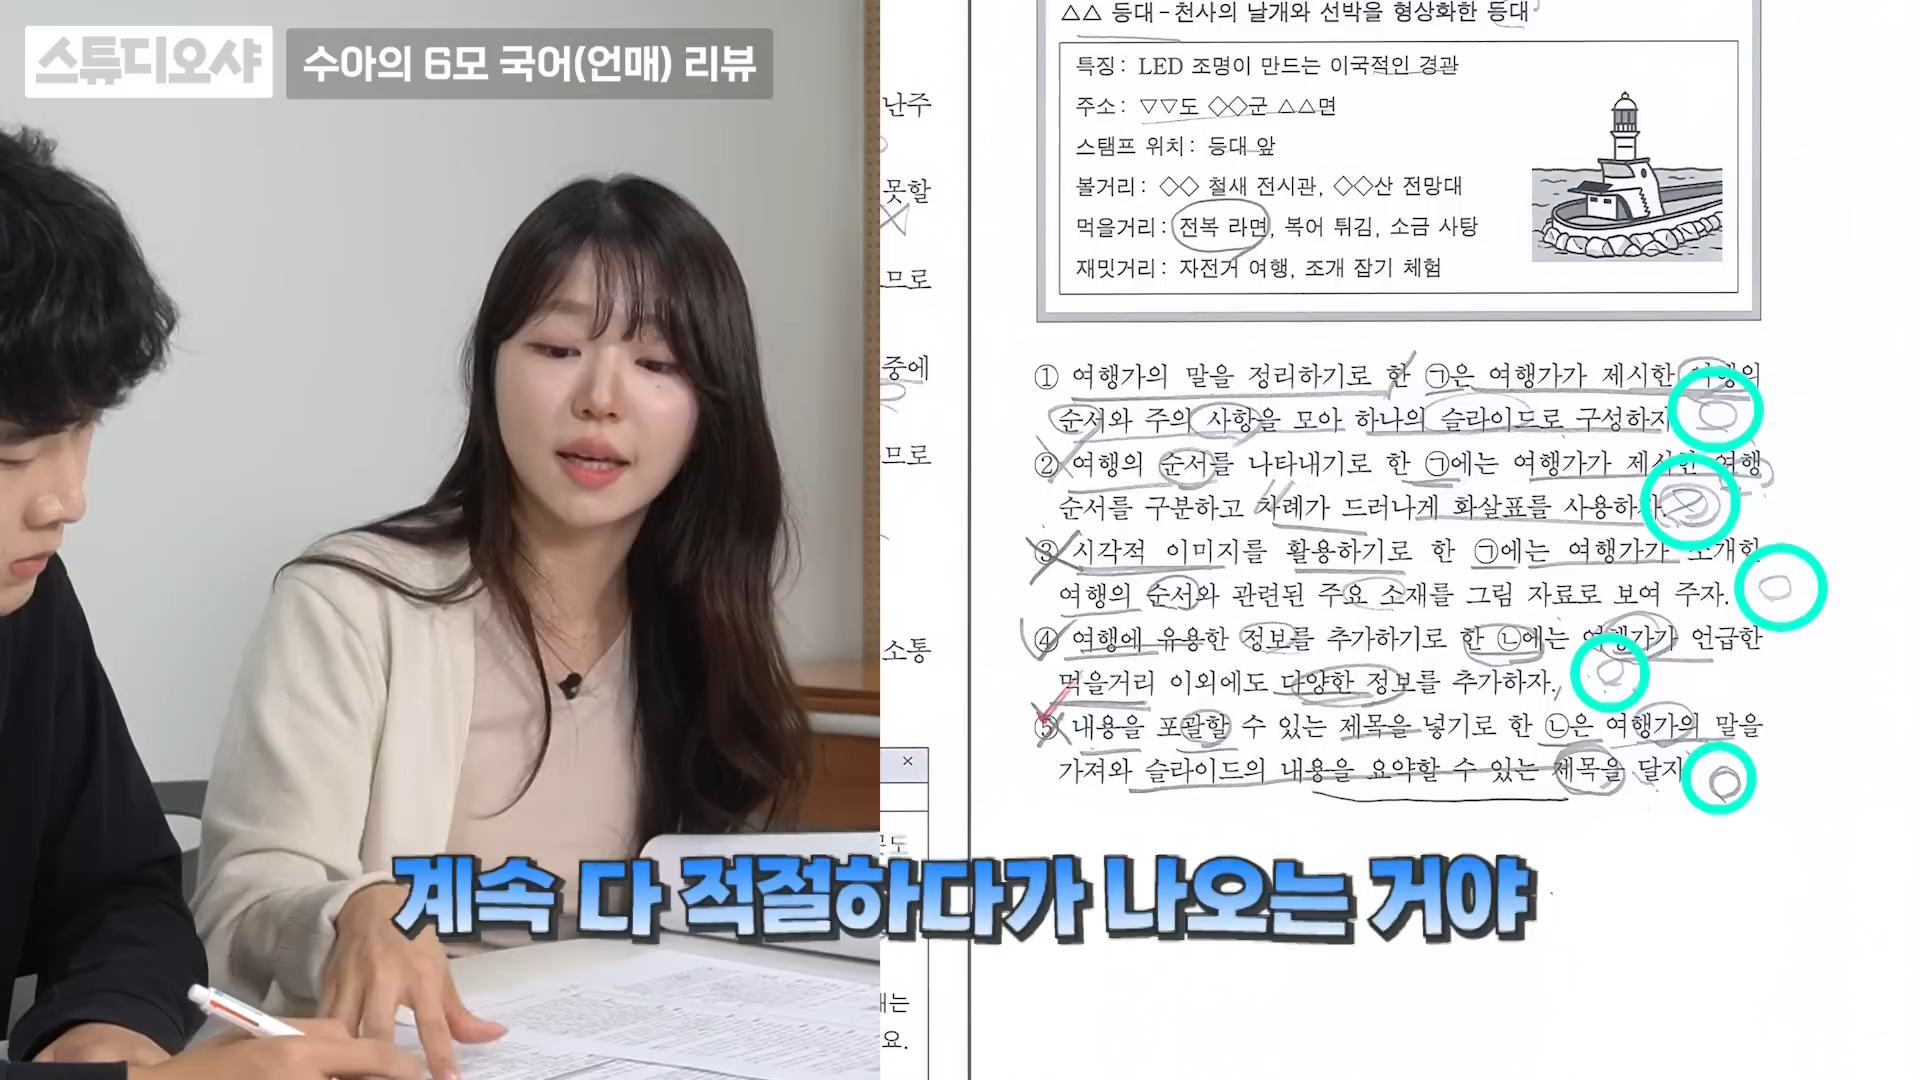 스튜디오샤
수아의 6모 국어(언매) 리뷰
난주
못할
므로
중에
므로
소통
×
요.
△△ 등대 - 천사의 날개와 선박을 형상화한 등대
특징: LED 조명이 만드는 이국적인 경관
주소: ▽▽도 ◇◇군 △△면
스탬프 위치: 등대 앞
볼거리: ◇◇ 철새 전시관, ◇◇산 전망대
먹을거리: 전복 라면, 복어 튀김, 소금 사탕
재밋거리: 자전거 여행, 조개 잡기 체험
① 여행가의 말을 정리하기로 한 ㉠은 여행가가 제시한 여행의
순서와 주의 사항을 모아 하나의 슬라이드로 구성하자
② 여행의 순서를 나타내기로 한 ㉠에는 여행가가 제시한 여행
순서를 구분하고 차례가 드러나게 화살표를 사용하자.
③ 시각적 이미지를 활용하기로 한 ㉠에는 여행가가 소개한
여행의 순서와 관련된 주요 소재를 그림 자료로 보여 주자.
④ 여행에 유용한 정보를 추가하기로 한 ㉡에는 여행가가 언급한
먹을거리 이외에도 다양한 정보를 추가하자.
⑤ 내용을 포괄할 수 있는 제목을 넣기로 한 ㉡은 여행가의 말을
가져와 슬라이드의 내용을 요약할 수 있는 제목을 달자
계속 다 적절하다가 나오는 거야